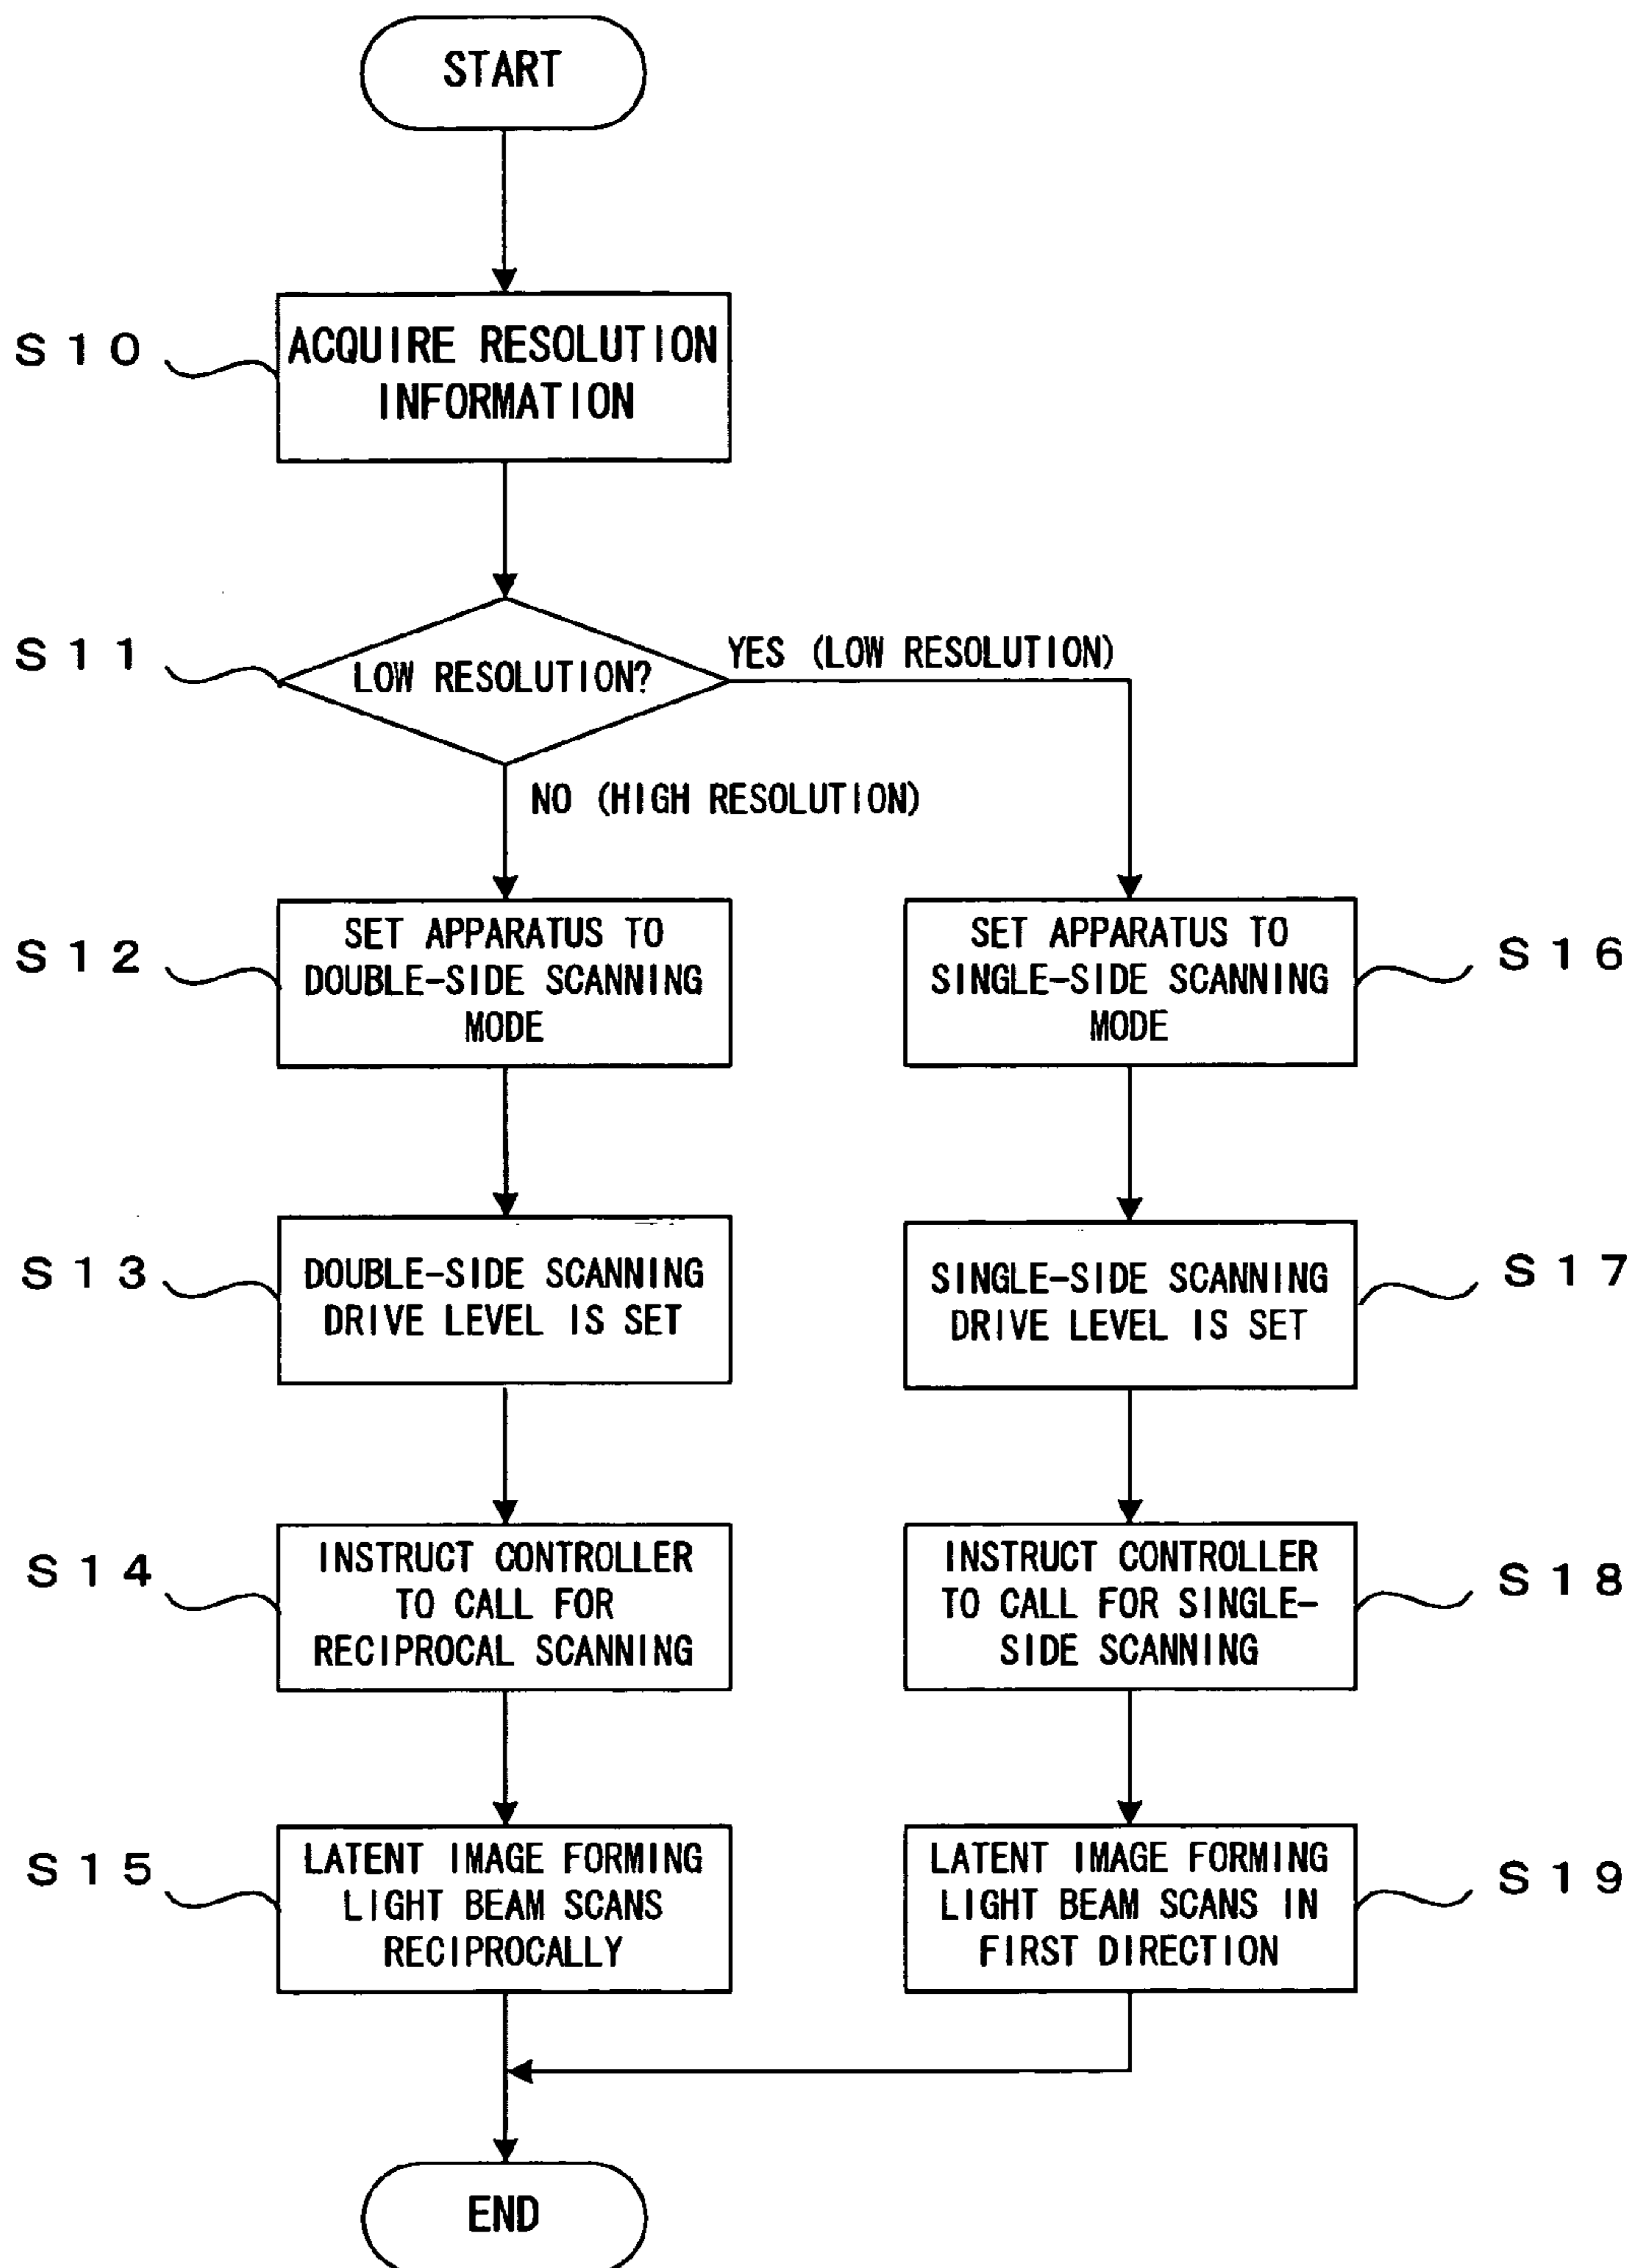 START
S10
ACQUIRE RESOLUTION
INFORMATION
S11
LOW RESOLUTION?
YES (LOW RESOLUTION)
NO (HIGH RESOLUTION)
S12
SET APPARATUS TO
DOUBLE-SIDE SCANNING
MODE
SET APPARATUS TO
SINGLE-SIDE SCANNING
MODE
S16
S13
DOUBLE-SIDE SCANNING
DRIVE LEVEL IS SET
SINGLE-SIDE SCANNING
DRIVE LEVEL IS SET
S17
S14
INSTRUCT CONTROLLER
TO CALL FOR
RECIPROCAL SCANNING
INSTRUCT CONTROLLER
TO CALL FOR SINGLE-
SIDE SCANNING
S18
S15
LATENT IMAGE FORMING
LIGHT BEAM SCANS
RECIPROCALLY
LATENT IMAGE FORMING
LIGHT BEAM SCANS IN
FIRST DIRECTION
S19
END